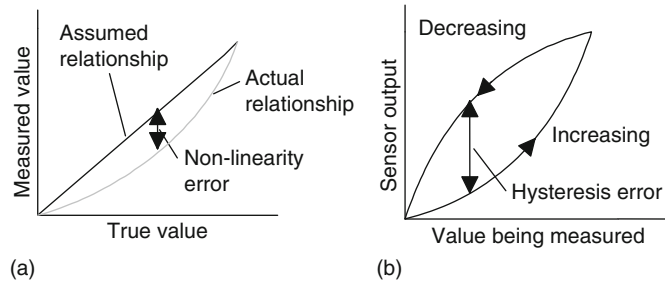 Measured value
Assumed
relationship
Actual
relationship
Non-linearity
error
True value
(a)
Sensor output
Decreasing
Increasing
Hysteresis error
Value being measured
(b)